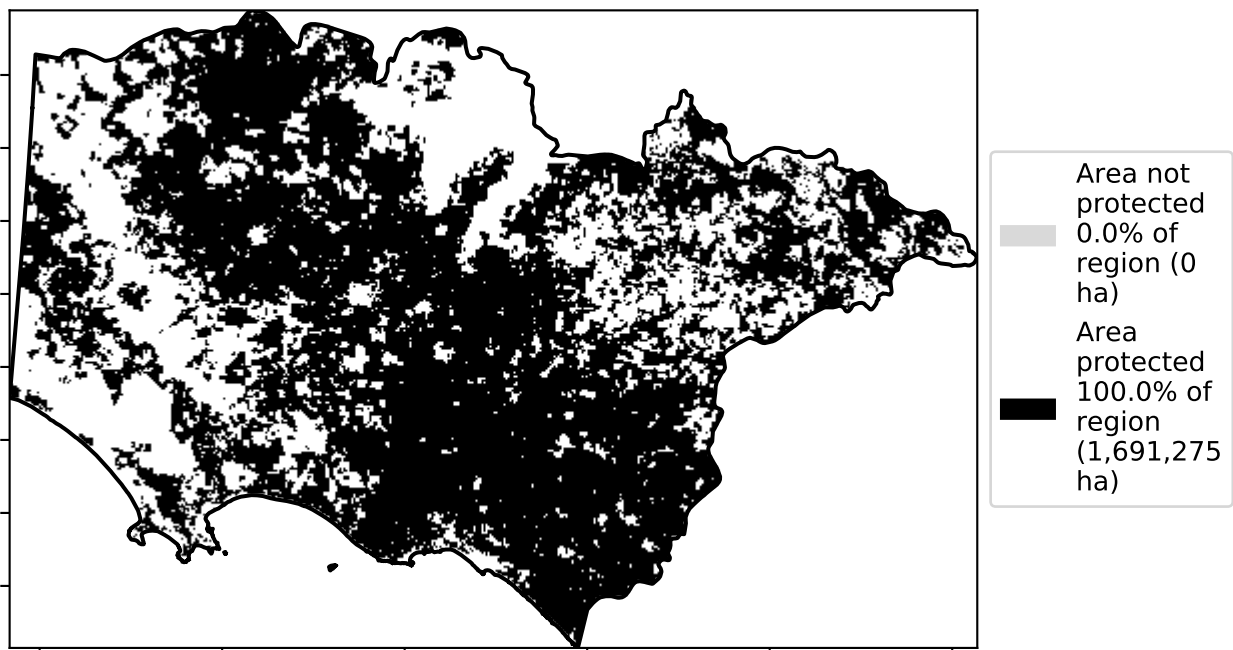 Area not
protected
0.0% of
region (0
ha)
Area
protected
100.0% of
region
(1,691,275
ha)